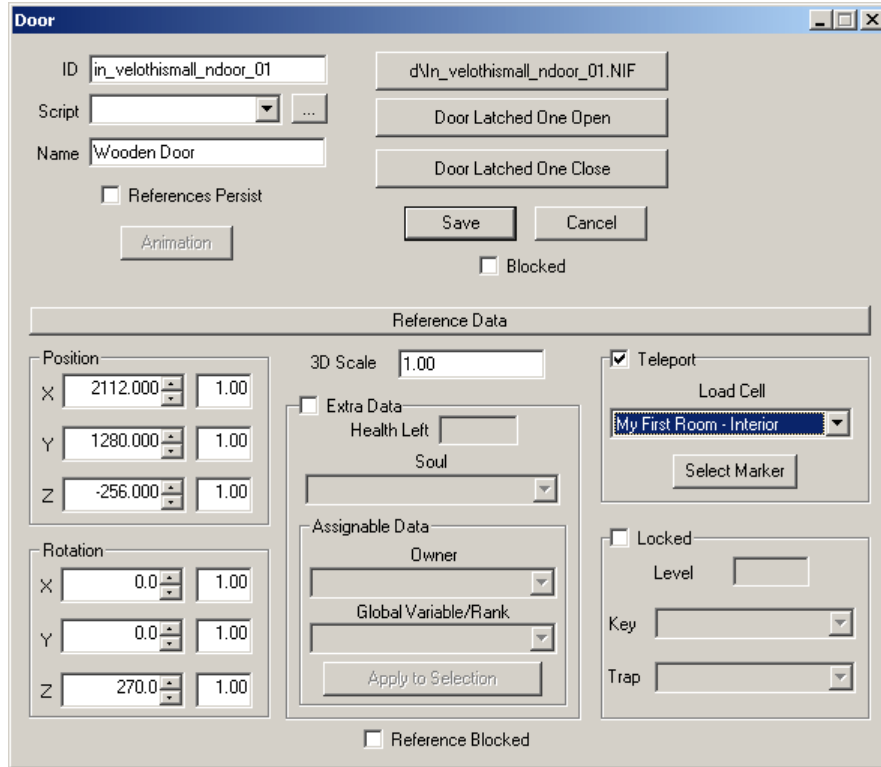 Door
ID in_velothismall_ndoor_01
d\In_velothismall_ndoor_01.NIF
Script ...
Door Latched One Open
Name Wooden Door
Door Latched One Close
References Persist
Save Cancel
Animation
Blocked
Reference Data
Position
X 2112.000 1.00
Y 1280.000 1.00
Z -256.000 1.00
Rotation
X 0.0 1.00
Y 0.0 1.00
Z 270.0 1.00
3D Scale 1.00
Extra Data
Health Left
Soul
Assignable Data
Owner
Global Variable/Rank
Apply to Selection
Teleport
Load Cell
My First Room - Interior
Select Marker
Locked
Level
Key
Trap
Reference Blocked